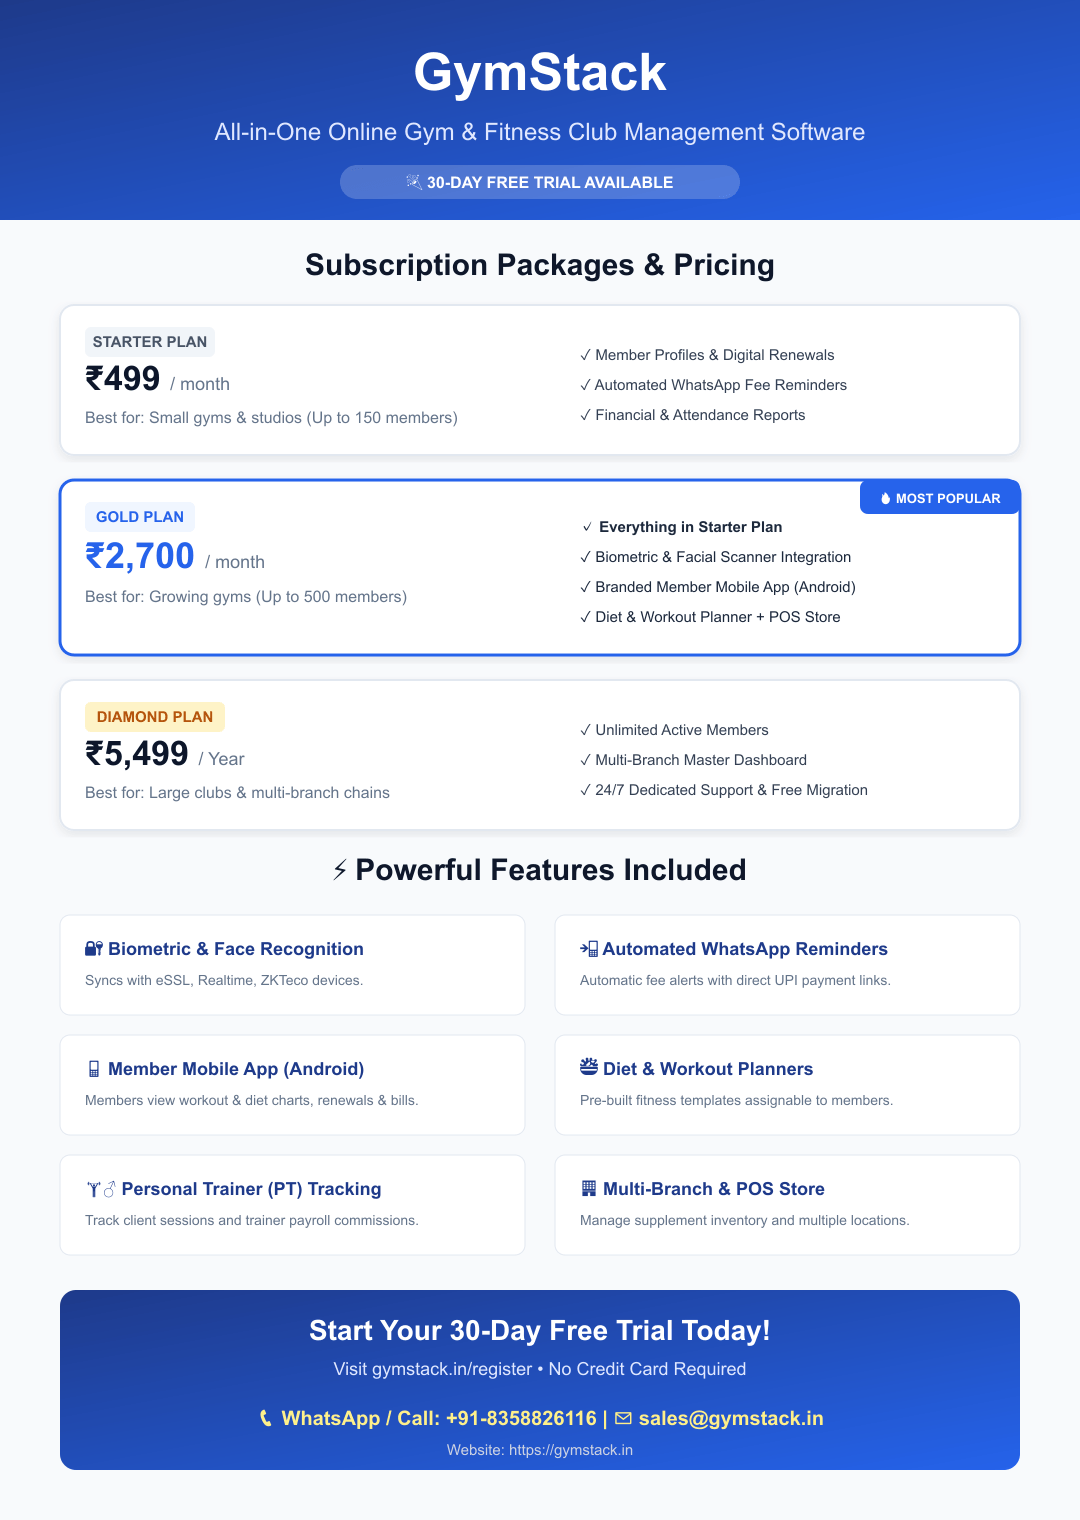 GymStack
All-in-One Online Gym & Fitness Club Management Software
30-DAY FREE TRIAL AVAILABLE
Subscription Packages & Pricing
STARTER PLAN
₹499 / month
Best for: Small gyms & studios (Up to 150 members)
✓ Member Profiles & Digital Renewals
✓ Automated WhatsApp Fee Reminders
✓ Financial & Attendance Reports
MOST POPULAR
GOLD PLAN
₹2,700 / month
Best for: Growing gyms (Up to 500 members)
✓ Everything in Starter Plan
✓ Biometric & Facial Scanner Integration
✓ Branded Member Mobile App (Android)
✓ Diet & Workout Planner + POS Store
DIAMOND PLAN
₹5,499 / Year
Best for: Large clubs & multi-branch chains
✓ Unlimited Active Members
✓ Multi-Branch Master Dashboard
✓ 24/7 Dedicated Support & Free Migration
⚡ Powerful Features Included
🔐 Biometric & Face Recognition
Syncs with eSSL, Realtime, ZKTeco devices.
📲 Automated WhatsApp Reminders
Automatic fee alerts with direct UPI payment links.
📱 Member Mobile App (Android)
Members view workout & diet charts, renewals & bills.
🥗 Diet & Workout Planners
Pre-built fitness templates assignable to members.
🏋️‍♂️ Personal Trainer (PT) Tracking
Track client sessions and trainer payroll commissions.
🏢 Multi-Branch & POS Store
Manage supplement inventory and multiple locations.
Start Your 30-Day Free Trial Today!
Visit gymstack.in/register • No Credit Card Required
📞 WhatsApp / Call: +91-8358826116 | ✉ sales@gymstack.in
Website: https://gymstack.in